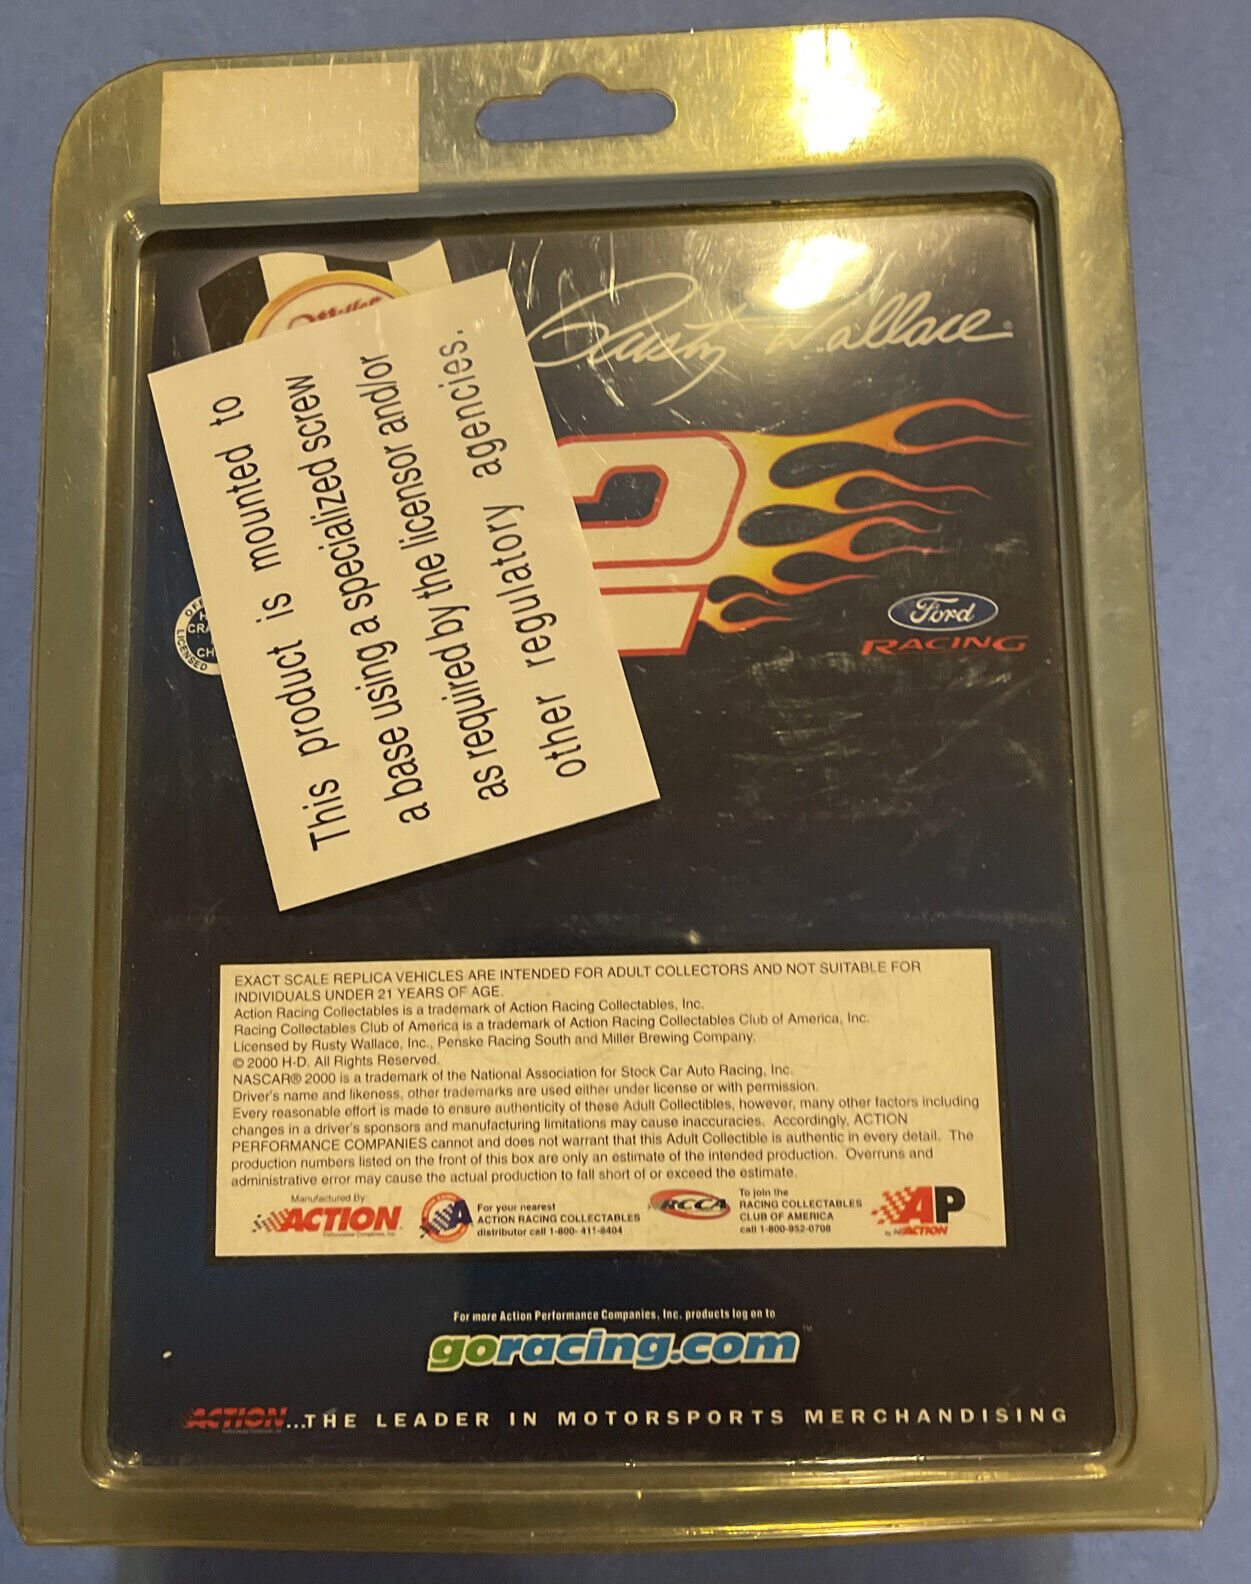 Miller
Rusty Wallace
This product is mounted to
a base using a specialized screw
as required by the licensor and/or
other regulatory agencies.
2
Ford
RACING
CH
LICENSED
EXACT SCALE REPLICA VEHICLES ARE INTENDED FOR ADULT COLLECTORS AND NOT SUITABLE FOR
INDIVIDUALS UNDER 21 YEARS OF AGE.
Action Racing Collectables is a trademark of Action Racing Collectables, Inc.
Racing Collectables Club of America is a trademark of Action Racing Collectables Club of America, Inc.
Licensed by Rusty Wallace, Inc., Penske Racing South and Miller Brewing Company.
© 2000 H-D. All Rights Reserved.
NASCAR® 2000 is a trademark of the National Association for Stock Car Auto Racing, Inc.
Driver's name and likeness, other trademarks are used either under license or with permission.
Every reasonable effort is made to ensure authenticity of these Adult Collectibles, however, many other factors including
changes in a driver's sponsors and manufacturing limitations may cause inaccuracies. Accordingly, ACTION
PERFORMANCE COMPANIES cannot and does not warrant that this Adult Collectible is authentic in every detail. The
production numbers listed on the front of this box are only an estimate of the intended production. Overruns and
administrative error may cause the actual production to fall short of or exceed the estimate.
Manufactured By
ACTION
Performance Companies, Inc.
A
For your nearest
ACTION RACING COLLECTABLES
distributor call 1-800-411-8404
RCCA
To join the
RACING COLLECTABLES
CLUB OF AMERICA
call 1-800-952-0708
AP
by ACTION
For more Action Performance Companies, Inc. products log on to
goracing.com™
ACTION...THE LEADER IN MOTORSPORTS MERCHANDISING